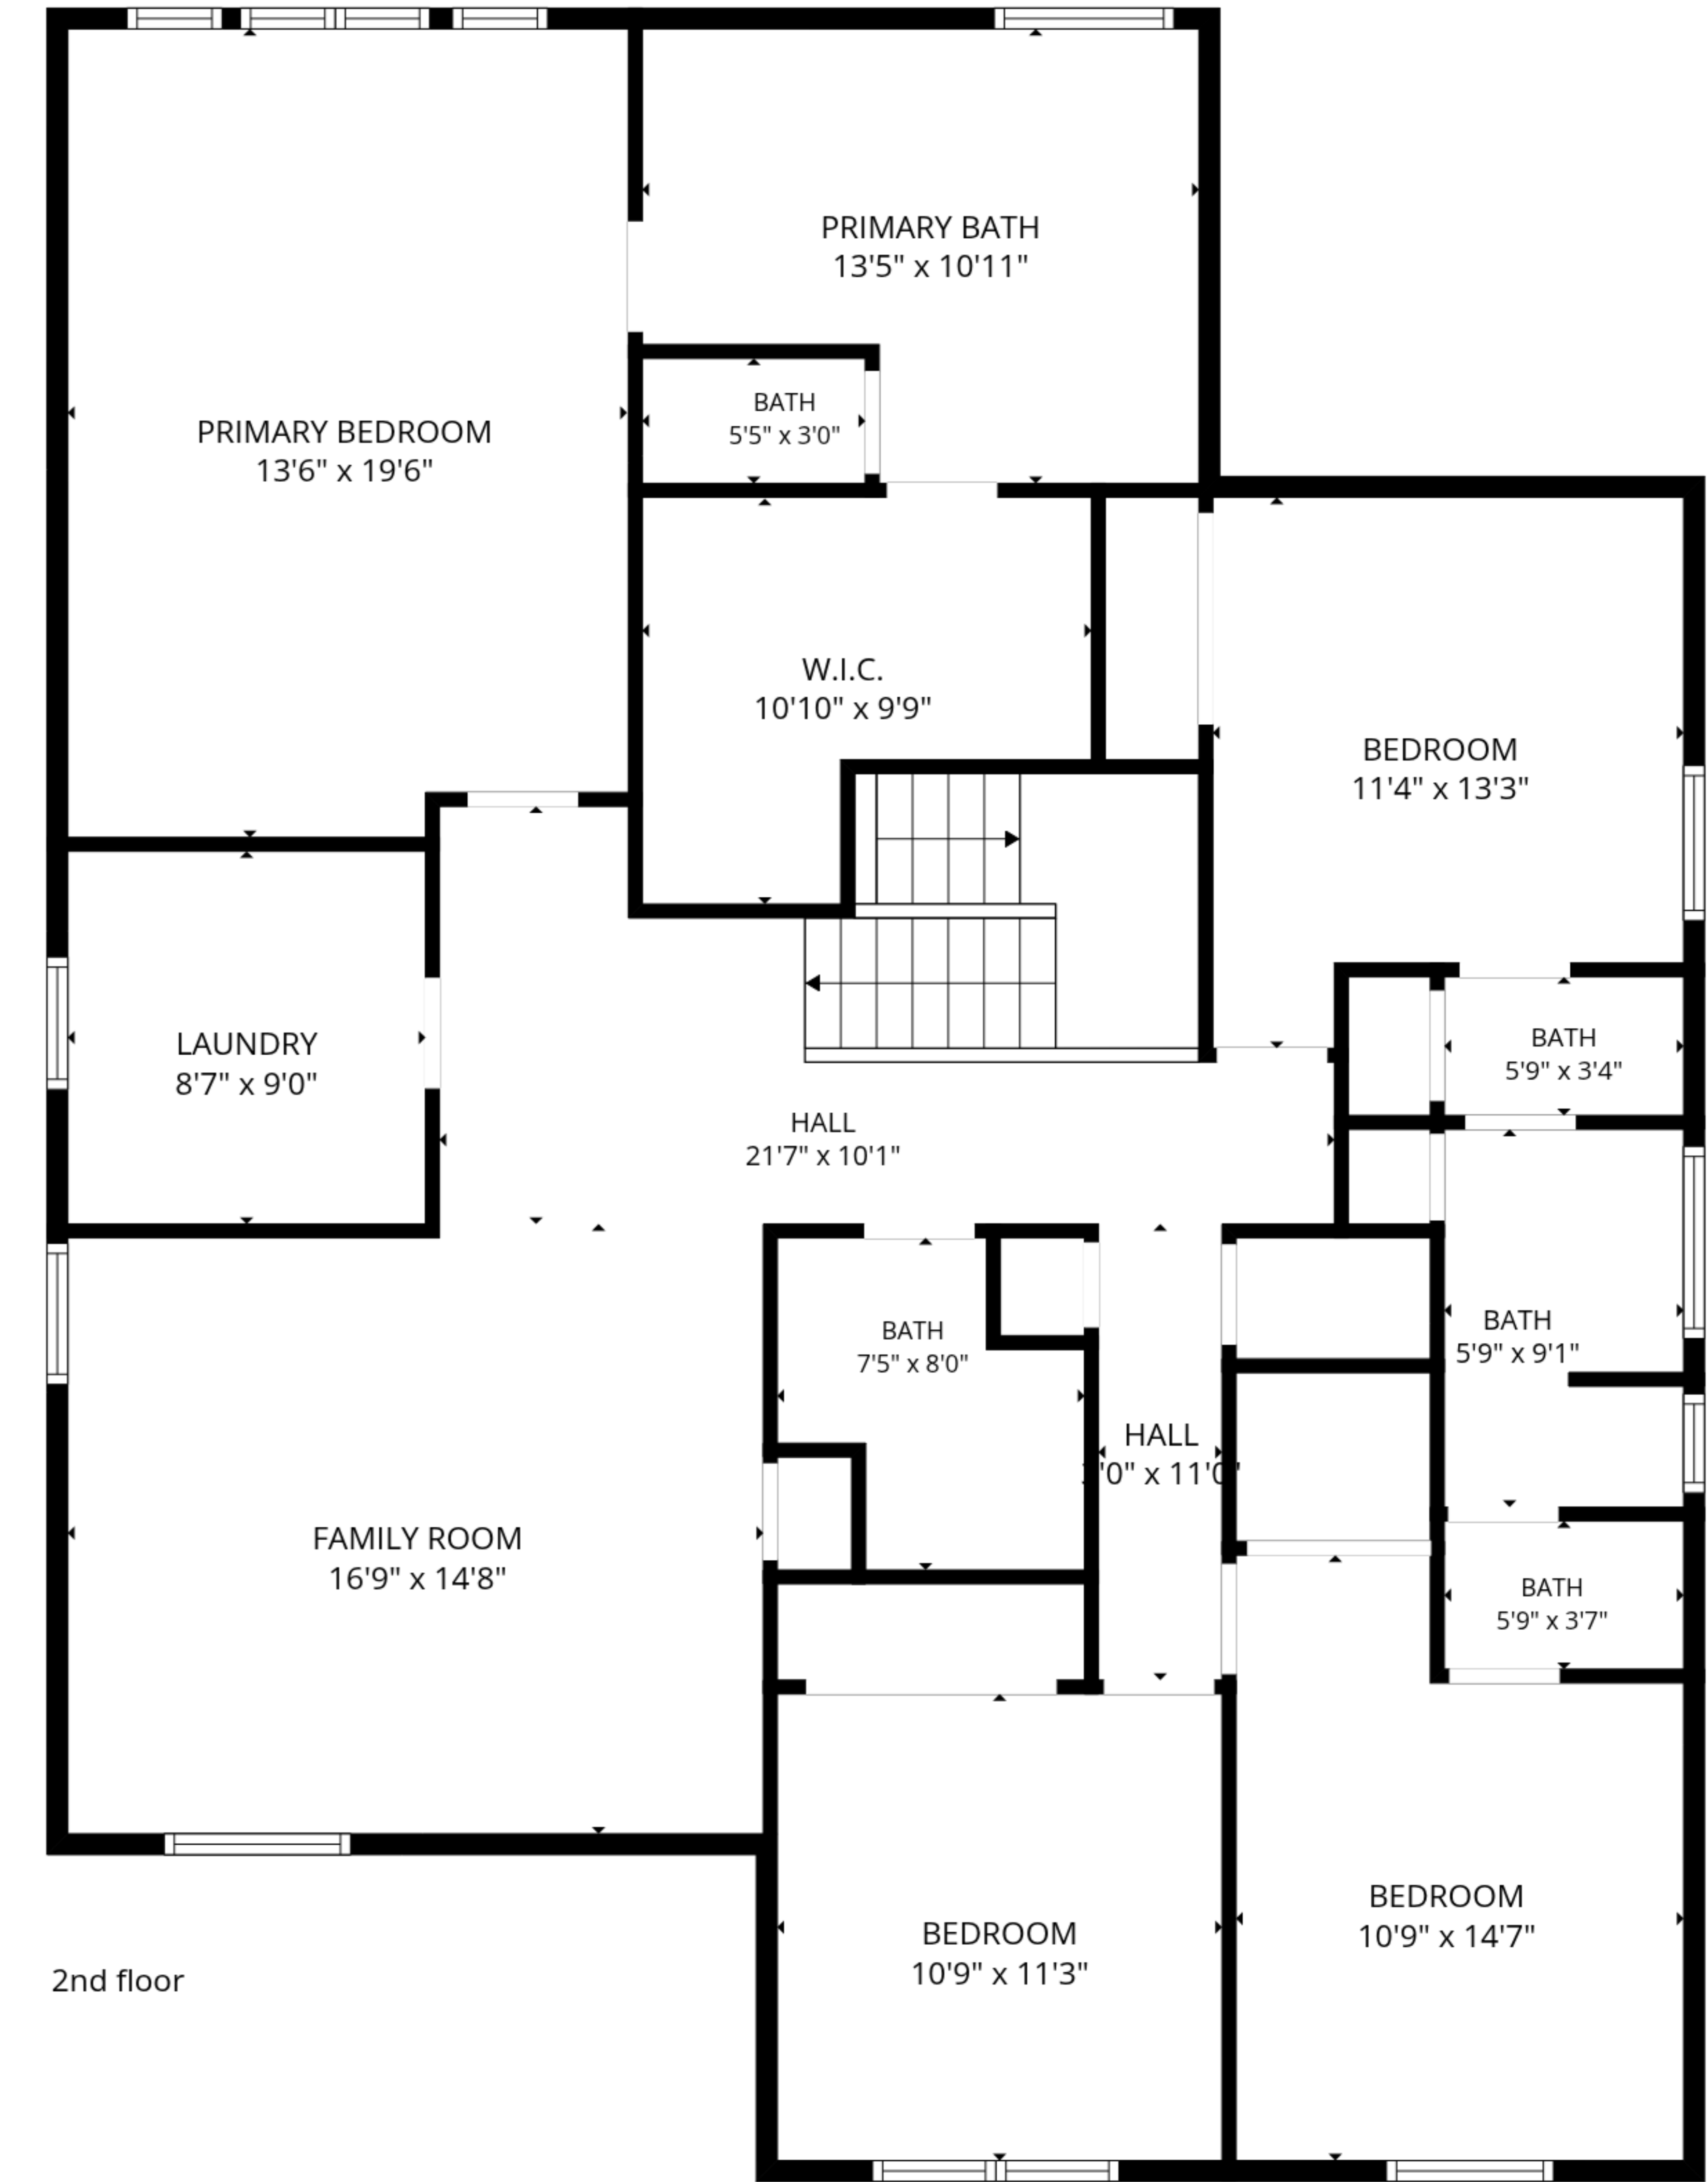 PRIMARY BATH
13'5" x 10'11"
BATH
5'5" x 3'0"
PRIMARY BEDROOM
13'6" x 19'6"
W.I.C.
10'10" x 9'9"
BEDROOM
11'4" x 13'3"
LAUNDRY
8'7" x 9'0"
BATH
5'9" x 3'4"
HALL
21'7" x 10'1"
BATH
7'5" x 8'0"
BATH
5'9" x 9'1"
HALL
'0" x 11'0"
FAMILY ROOM
16'9" x 14'8"
BATH
5'9" x 3'7"
BEDROOM
10'9" x 14'7"
BEDROOM
10'9" x 11'3"
2nd floor